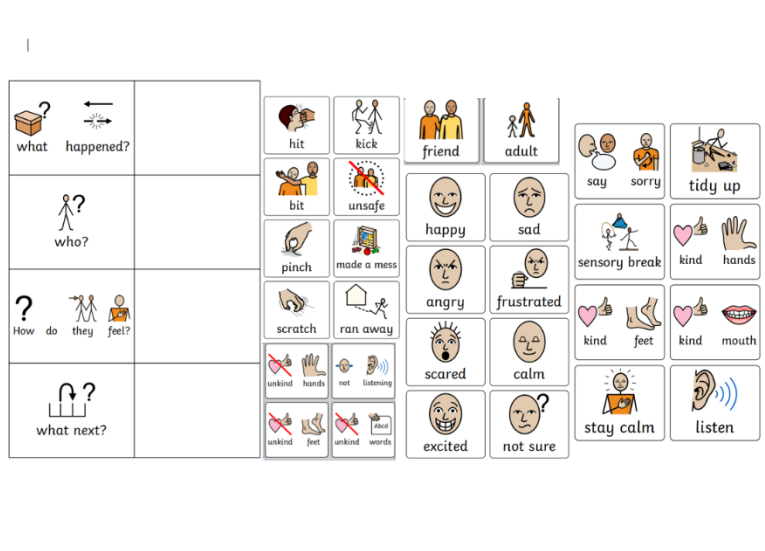 what happened?
who?
How do they feel?
what next?
hit
kick
bit
unsafe
pinch
made a mess
scratch
ran away
unkind hands
not listening
unkind feet
Abcd
unkind words
friend
adult
happy
sad
angry
frustrated
scared
calm
excited
not sure
say sorry
tidy up
sensory break
kind hands
kind feet
kind mouth
stay calm
listen